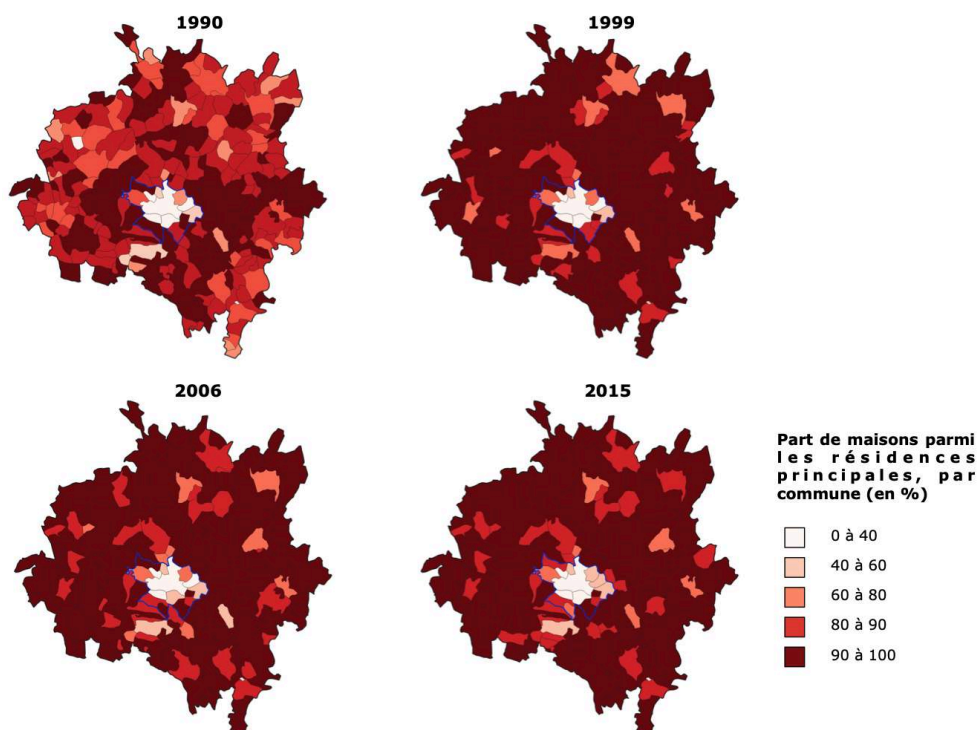 1990
1999
2006
2015
Part de maisons parmi
les résidences
principales, par
commune (en %)
0 à 40
40 à 60
60 à 80
80 à 90
90 à 100